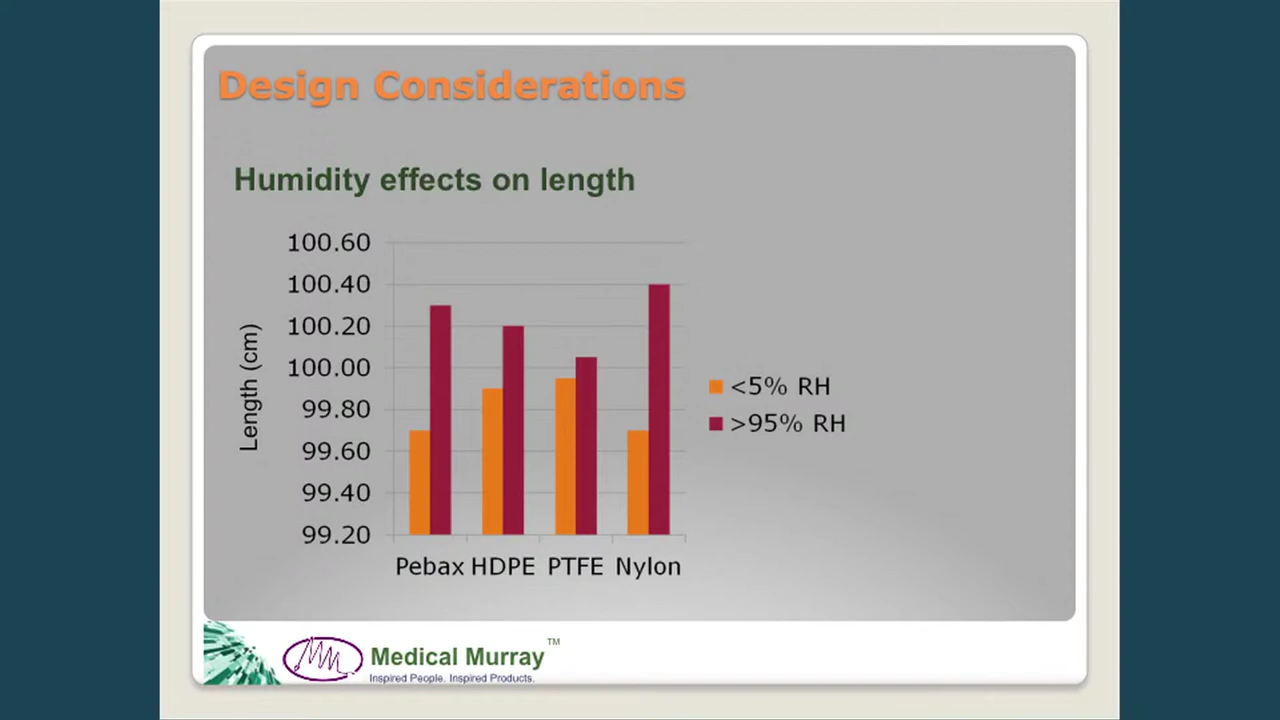 Design Considerations
Humidity effects on length
100.60
100.40
100.20
100.00
99.80
99.60
99.40
99.20
Length (cm)
Pebax HDPE PTFE Nylon
<5% RH
>95% RH
Medical Murray™
Inspired People. Inspired Products.